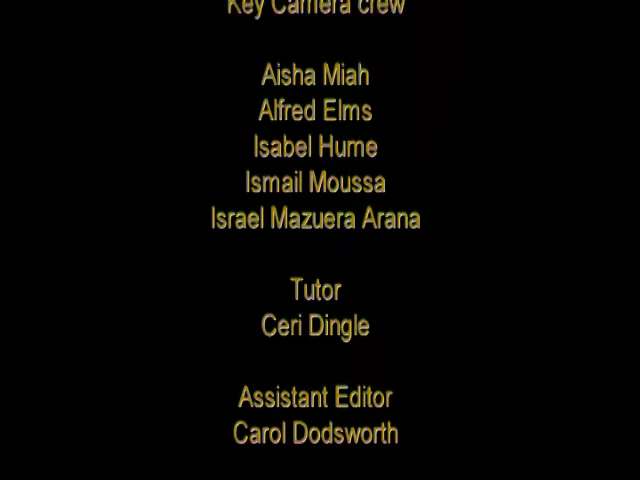 Key Camera crew
Aisha Miah
Alfred Elms
Isabel Hume
Ismail Moussa
Israel Mazuera Arana
Tutor
Ceri Dingle
Assistant Editor
Carol Dodsworth